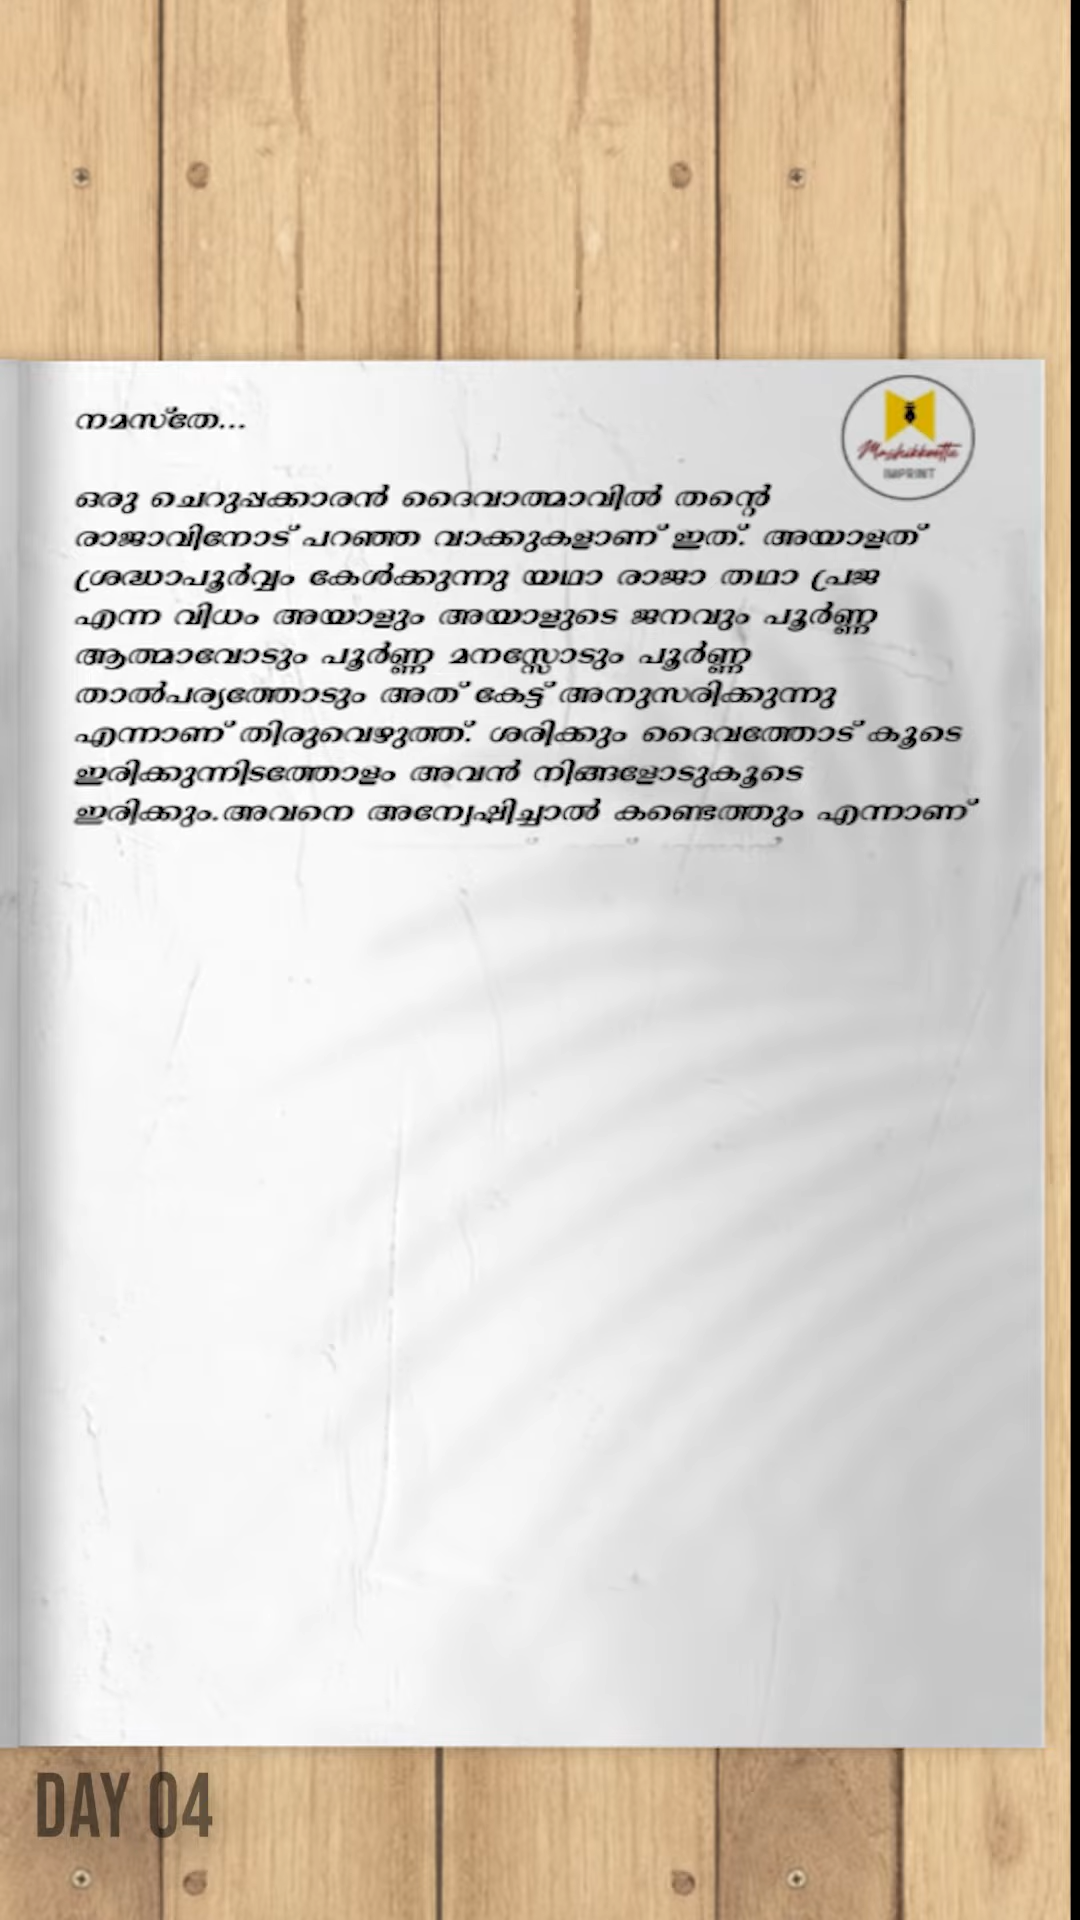 നമസ്തേ...
Mashikkoottu
IMPRINT
ഒരു ചെറുപ്പക്കാരൻ ദൈവാത്മാവിൽ തന്റെ
രാജാവിനോട് പറഞ്ഞ വാക്കുകളാണ് ഇത്. അയാളത്
ശ്രദ്ധാപൂർവ്വം കേൾക്കുന്നു യഥാ രാജാ തഥാ പ്രജ
എന്ന വിധം അയാളും അയാളുടെ ജനവും പൂർണ്ണ
ആത്മാവോടും പൂർണ്ണ മനസ്സോടും പൂർണ്ണ
താൽപര്യത്തോടും അത് കേട്ട് അനുസരിക്കുന്നു
എന്നാണ് തിരുവെഴുത്ത്. ശരിക്കും ദൈവത്തോട് കൂടെ
ഇരിക്കുന്നിടത്തോളം അവൻ നിങ്ങളോടുകൂടെ
ഇരിക്കും.അവനെ അന്വേഷിച്ചാൽ കണ്ടെത്തും എന്നാണ്
DAY 04